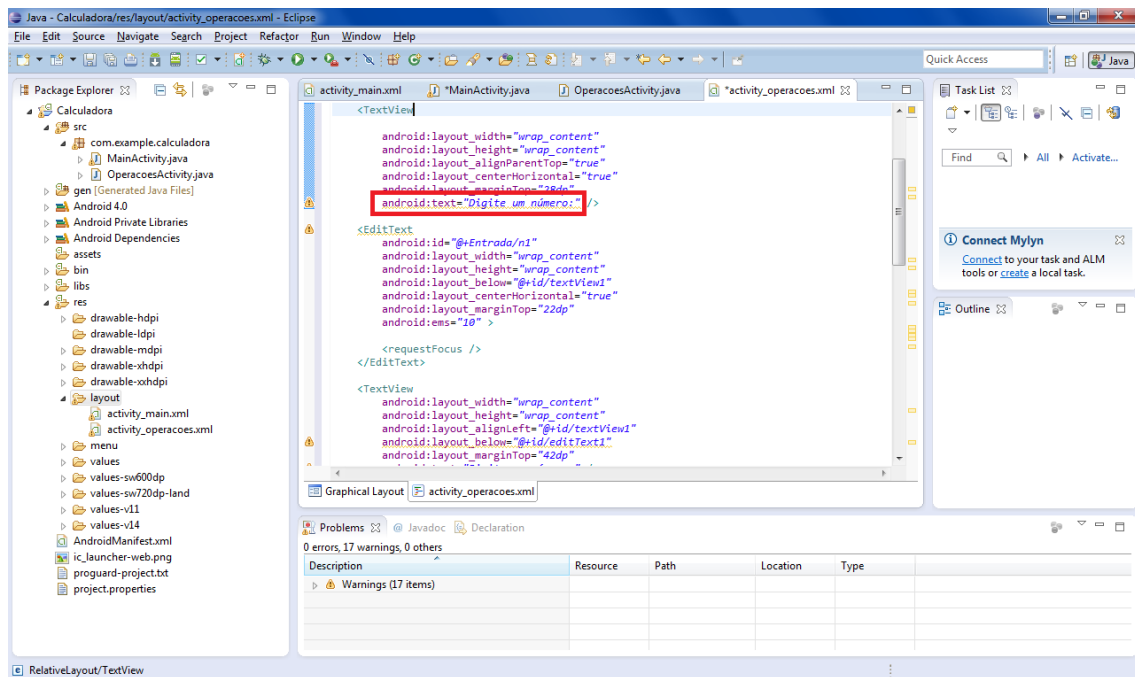 Java - Calculadora/res/layout/activity_operacoes.xml - Eclipse
File Edit Source Navigate Search Project Refactor Run Window Help
Quick Access
Java
Package Explorer
Calculadora
src
com.example.calculadora
MainActivity.java
OperacoesActivity.java
gen [Generated Java Files]
Android 4.0
Android Private Libraries
Android Dependencies
assets
bin
libs
res
drawable-hdpi
drawable-ldpi
drawable-mdpi
drawable-xhdpi
drawable-xxhdpi
layout
activity_main.xml
activity_operacoes.xml
menu
values
values-sw600dp
values-sw720dp-land
values-v11
values-v14
AndroidManifest.xml
ic_launcher-web.png
proguard-project.txt
project.properties
activity_main.xml *MainActivity.java OperacoesActivity.java *activity_operacoes.xml
<TextView
android:layout_width="wrap_content"
android:layout_height="wrap_content"
android:layout_alignParentTop="true"
android:layout_centerHorizontal="true"
android:layout_marginTop="28dp"
android:text="Digite um número:" />
<EditText
android:id="@+Entrada/n1"
android:layout_width="wrap_content"
android:layout_height="wrap_content"
android:layout_below="@+id/textView1"
android:layout_centerHorizontal="true"
android:layout_marginTop="22dp"
android:ems="10" >
<requestFocus />
</EditText>
<TextView
android:layout_width="wrap_content"
android:layout_height="wrap_content"
android:layout_alignLeft="@+id/textView1"
android:layout_below="@+id/editText1"
android:layout_marginTop="42dp"
Graphical Layout activity_operacoes.xml
Task List
Find All Activate...
Connect Mylyn
Connect to your task and ALM
tools or create a local task.
Outline
Problems Javadoc Declaration
0 errors, 17 warnings, 0 others
Description Resource Path Location Type
Warnings (17 items)
RelativeLayout/TextView